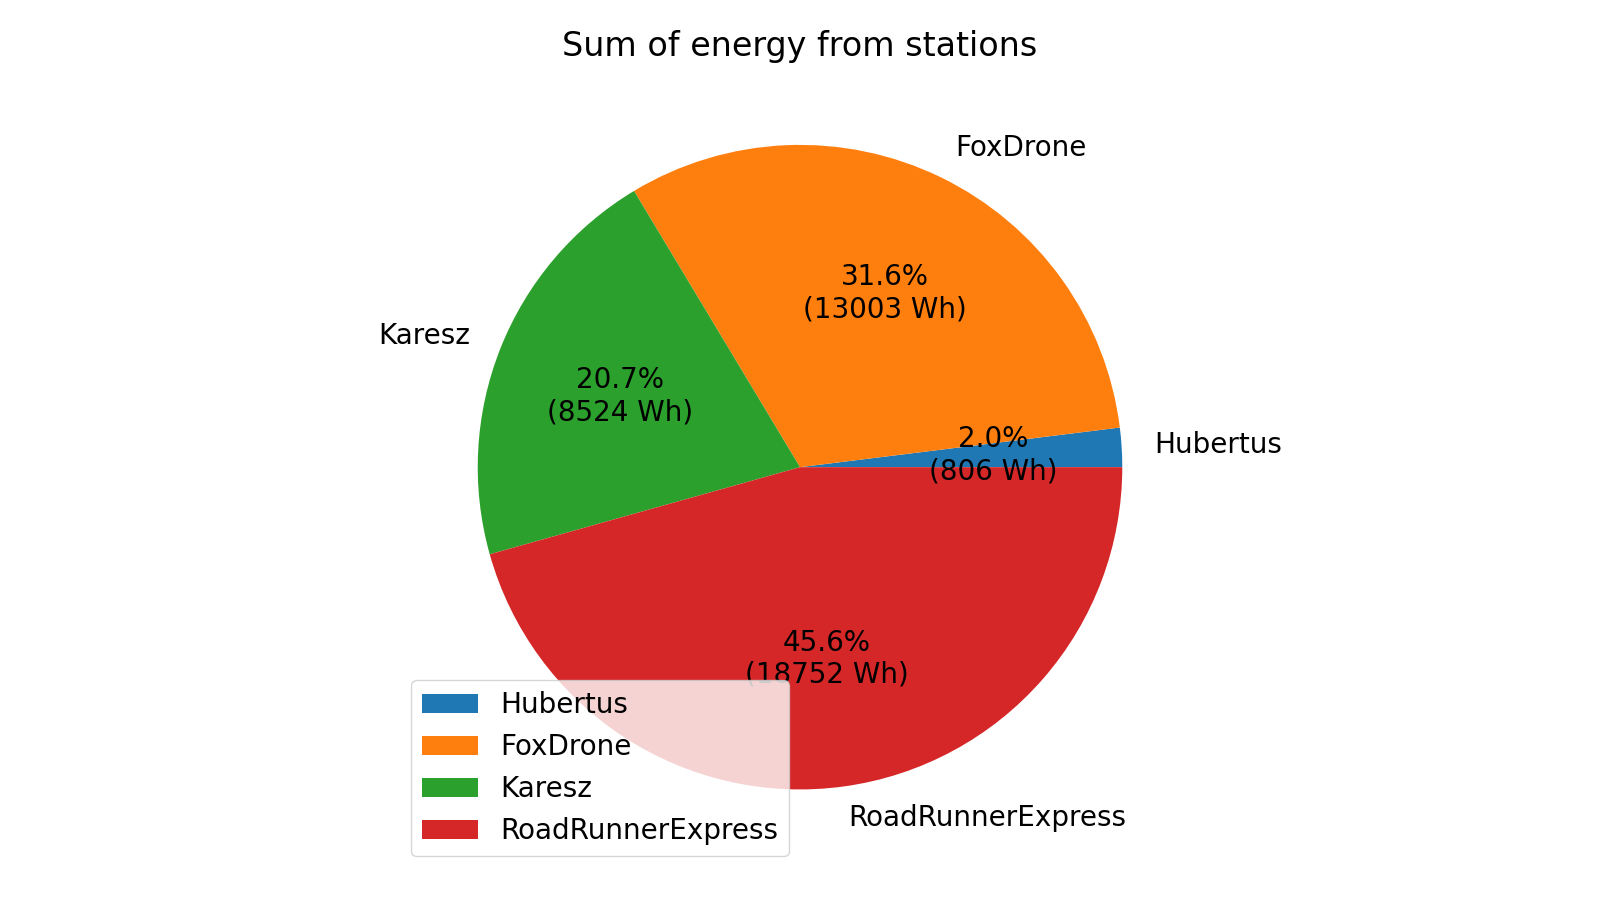 Sum of energy from stations
FoxDrone
31.6%
(13003 Wh)
Karesz
20.7%
(8524 Wh)
2.0%
(806 Wh)
Hubertus
45.6%
(18752 Wh)
RoadRunnerExpress
Hubertus
FoxDrone
Karesz
RoadRunnerExpress